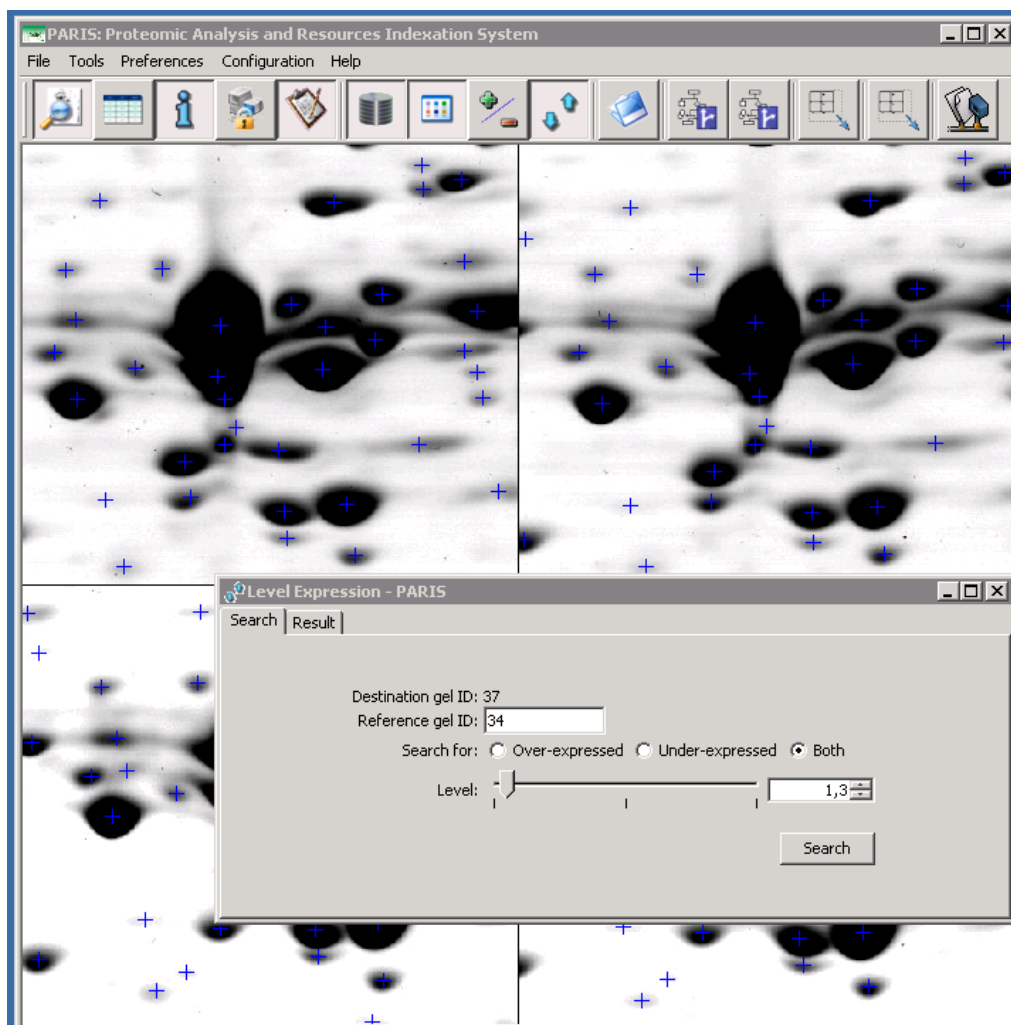 PARIS: Proteomic Analysis and Resources Indexation System
File Tools Preferences Configuration Help
Level Expression - PARIS
Search Result
Destination gel ID: 37
Reference gel ID: 34
Search for: Over-expressed Under-expressed Both
Level: 1,3
Search